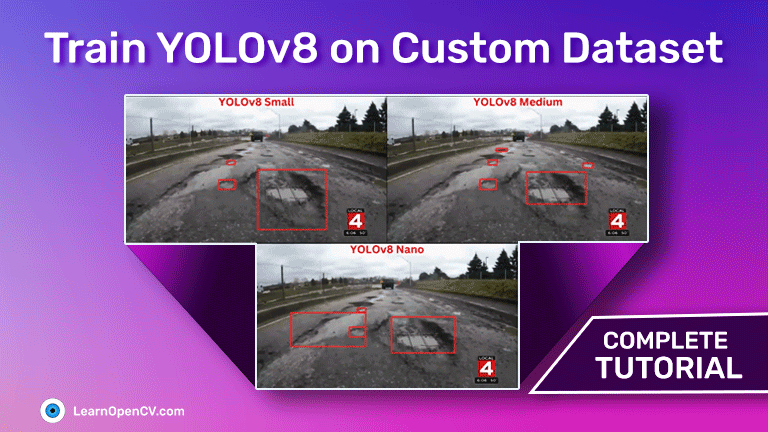 Train YOLOv8 on Custom Dataset
YOLOv8 Small
YOLOv8 Medium
LOCAL
4
LOCAL
4
YOLOv8 Nano
LOCAL
4
COMPLETE
TUTORIAL
LearnOpenCV.com